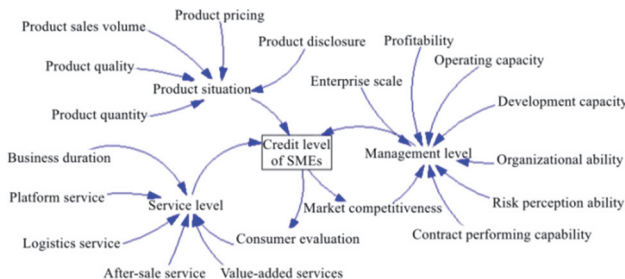 Product pricing
Product sales volume
Product disclosure
Profitability
Operating capacity
Product quality
Enterprise scale
Product situation
Development capacity
Product quantity
Credit level
of SMEs
Management level
Business duration
Organizational ability
Platform service
Service level
Market competitiveness
Risk perception ability
Logistics service
Consumer evaluation
Contract performing capability
After-sale service
Value-added services